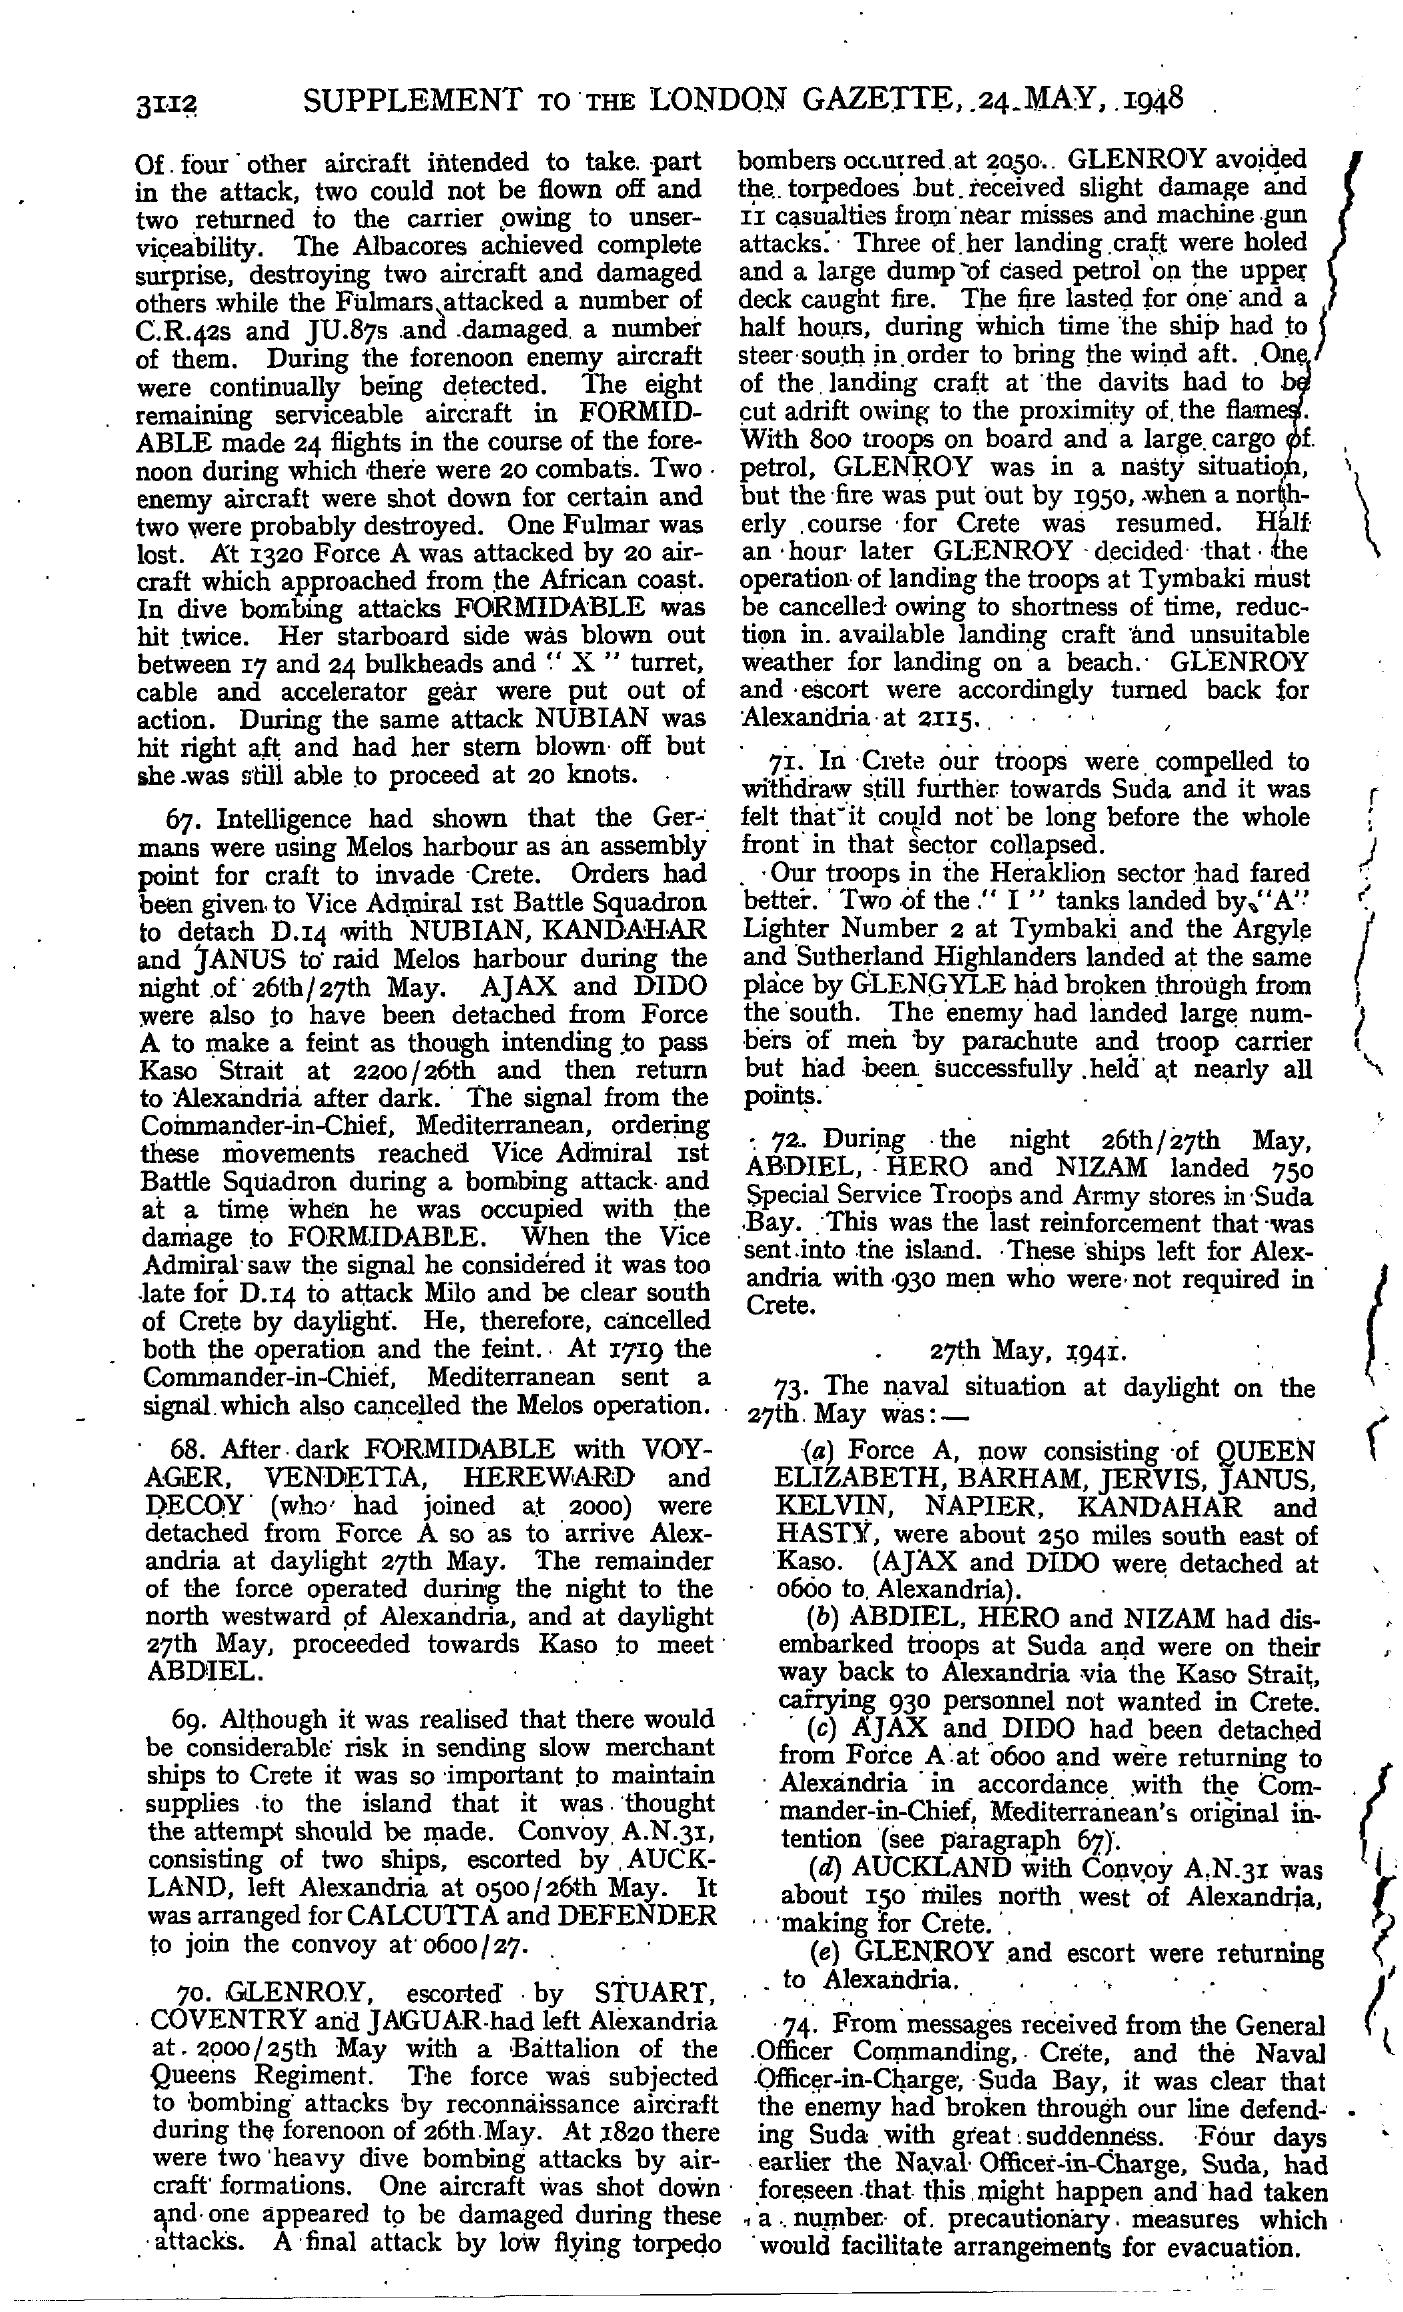 3112 SUPPLEMENT TO THE LONDON GAZETTE, 24 MAY, 1948
Of four other aircraft intended to take part
in the attack, two could not be flown off and
two returned to the carrier owing to unser-
viceability. The Albacores achieved complete
surprise, destroying two aircraft and damaged
others while the Fulmars attacked a number of
C.R.42s and JU.87s and damaged a number
of them. During the forenoon enemy aircraft
were continually being detected. The eight
remaining serviceable aircraft in FORMID-
ABLE made 24 flights in the course of the fore-
noon during which there were 20 combats. Two
enemy aircraft were shot down for certain and
two were probably destroyed. One Fulmar was
lost. At 1320 Force A was attacked by 20 air-
craft which approached from the African coast.
In dive bombing attacks FORMIDABLE was
hit twice. Her starboard side was blown out
between 17 and 24 bulkheads and " X " turret,
cable and accelerator gear were put out of
action. During the same attack NUBIAN was
hit right aft and had her stern blown off but
she was still able to proceed at 20 knots.
67. Intelligence had shown that the Ger-
mans were using Melos harbour as an assembly
point for craft to invade Crete. Orders had
been given to Vice Admiral 1st Battle Squadron
to detach D.14 with NUBIAN, KANDAHAR
and JANUS to raid Melos harbour during the
night of 26th/27th May. AJAX and DIDO
were also to have been detached from Force
A to make a feint as though intending to pass
Kaso Strait at 2200/26th and then return
to Alexandria after dark. The signal from the
Commander-in-Chief, Mediterranean, ordering
these movements reached Vice Admiral 1st
Battle Squadron during a bombing attack and
at a time when he was occupied with the
damage to FORMIDABLE. When the Vice
Admiral saw the signal he considered it was too
late for D.14 to attack Milo and be clear south
of Crete by daylight. He, therefore, cancelled
both the operation and the feint. At 1719 the
Commander-in-Chief, Mediterranean sent a
signal which also cancelled the Melos operation.
68. After dark FORMIDABLE with VOY-
AGER, VENDETTA, HEREWARD and
DECOY (who had joined at 2000) were
detached from Force A so as to arrive Alex-
andria at daylight 27th May. The remainder
of the force operated during the night to the
north westward of Alexandria, and at daylight
27th May, proceeded towards Kaso to meet
ABDIEL.
69. Although it was realised that there would
be considerable risk in sending slow merchant
ships to Crete it was so important to maintain
supplies to the island that it was thought
the attempt should be made. Convoy A.N.31,
consisting of two ships, escorted by AUCK-
LAND, left Alexandria at 0500/26th May. It
was arranged for CALCUTTA and DEFENDER
to join the convoy at 0600/27.
70. GLENROY, escorted by STUART,
COVENTRY and JAGUAR had left Alexandria
at 2000/25th May with a Battalion of the
Queens Regiment. The force was subjected
to bombing attacks by reconnaissance aircraft
during the forenoon of 26th May. At 1820 there
were two heavy dive bombing attacks by air-
craft formations. One aircraft was shot down
and one appeared to be damaged during these
attacks. A final attack by low flying torpedo
bombers occurred at 2050. GLENROY avoided
the torpedoes but received slight damage and
11 casualties from near misses and machine gun
attacks. Three of her landing craft were holed
and a large dump of cased petrol on the upper
deck caught fire. The fire lasted for one and a
half hours, during which time the ship had to
steer south in order to bring the wind aft. One
of the landing craft at the davits had to be
cut adrift owing to the proximity of the flames.
With 800 troops on board and a large cargo of
petrol, GLENROY was in a nasty situation,
but the fire was put out by 1950, when a north-
erly course for Crete was resumed. Half
an hour later GLENROY decided that the
operation of landing the troops at Tymbaki must
be cancelled owing to shortness of time, reduc-
tion in available landing craft and unsuitable
weather for landing on a beach. GLENROY
and escort were accordingly turned back for
Alexandria at 2115.
71. In Crete our troops were compelled to
withdraw still further towards Suda and it was
felt that it could not be long before the whole
front in that sector collapsed.
Our troops in the Heraklion sector had fared
better. Two of the " I " tanks landed by "A"
Lighter Number 2 at Tymbaki and the Argyle
and Sutherland Highlanders landed at the same
place by GLENGYLE had broken through from
the south. The enemy had landed large num-
bers of men by parachute and troop carrier
but had been successfully held at nearly all
points.
72. During the night 26th/27th May,
ABDIEL, HERO and NIZAM landed 750
Special Service Troops and Army stores in Suda
Bay. This was the last reinforcement that was
sent into the island. These ships left for Alex-
andria with 930 men who were not required in
Crete.
27th May, 1941.
73. The naval situation at daylight on the
27th May was:—
(a) Force A, now consisting of QUEEN
ELIZABETH, BARHAM, JERVIS, JANUS,
KELVIN, NAPIER, KANDAHAR and
HASTY, were about 250 miles south east of
Kaso. (AJAX and DIDO were detached at
0600 to Alexandria).
(b) ABDIEL, HERO and NIZAM had dis-
embarked troops at Suda and were on their
way back to Alexandria via the Kaso Strait,
carrying 930 personnel not wanted in Crete.
(c) AJAX and DIDO had been detached
from Force A at 0600 and were returning to
Alexandria in accordance with the Com-
mander-in-Chief, Mediterranean's original in-
tention (see paragraph 67).
(d) AUCKLAND with Convoy A.N.31 was
about 150 miles north west of Alexandria,
making for Crete.
(e) GLENROY and escort were returning
to Alexandria.
74. From messages received from the General
Officer Commanding, Crete, and the Naval
Officer-in-Charge, Suda Bay, it was clear that
the enemy had broken through our line defend-
ing Suda with great suddenness. Four days
earlier the Naval Officer-in-Charge, Suda, had
foreseen that this might happen and had taken
a number of precautionary measures which
would facilitate arrangements for evacuation.